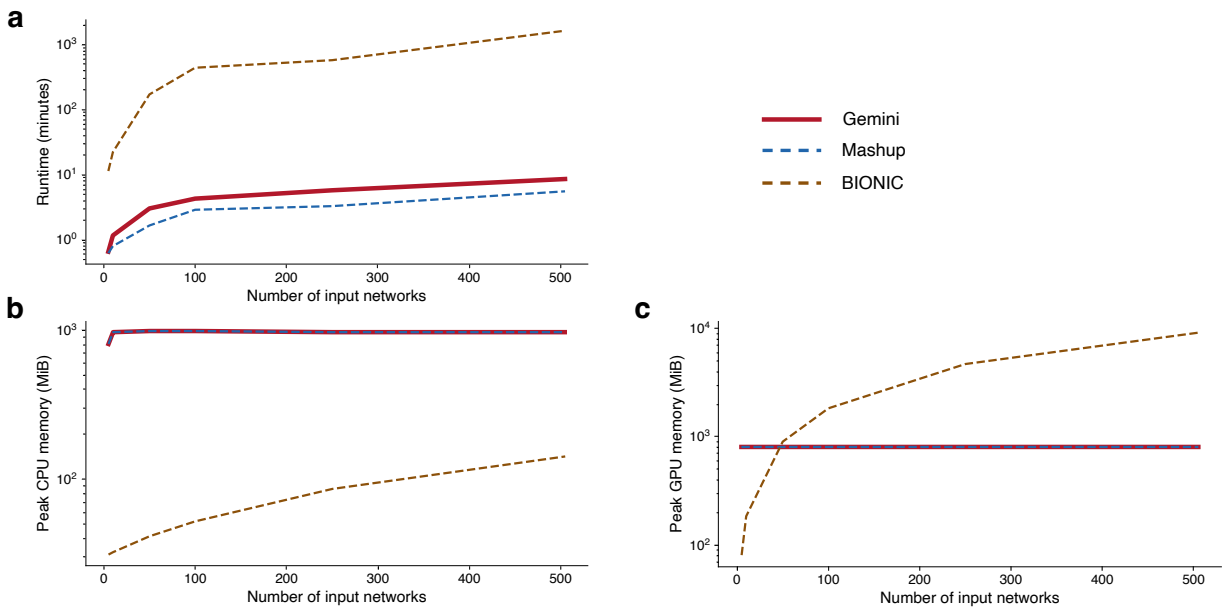 a
Runtime (minutes)
10³
10²
10¹
10⁰
0 100 200 300 400 500
Number of input networks
Gemini
Mashup
BIONIC
b
Peak CPU memory (MiB)
10³
10²
0 100 200 300 400 500
Number of input networks
c
Peak GPU memory (MiB)
10⁴
10³
10²
0 100 200 300 400 500
Number of input networks